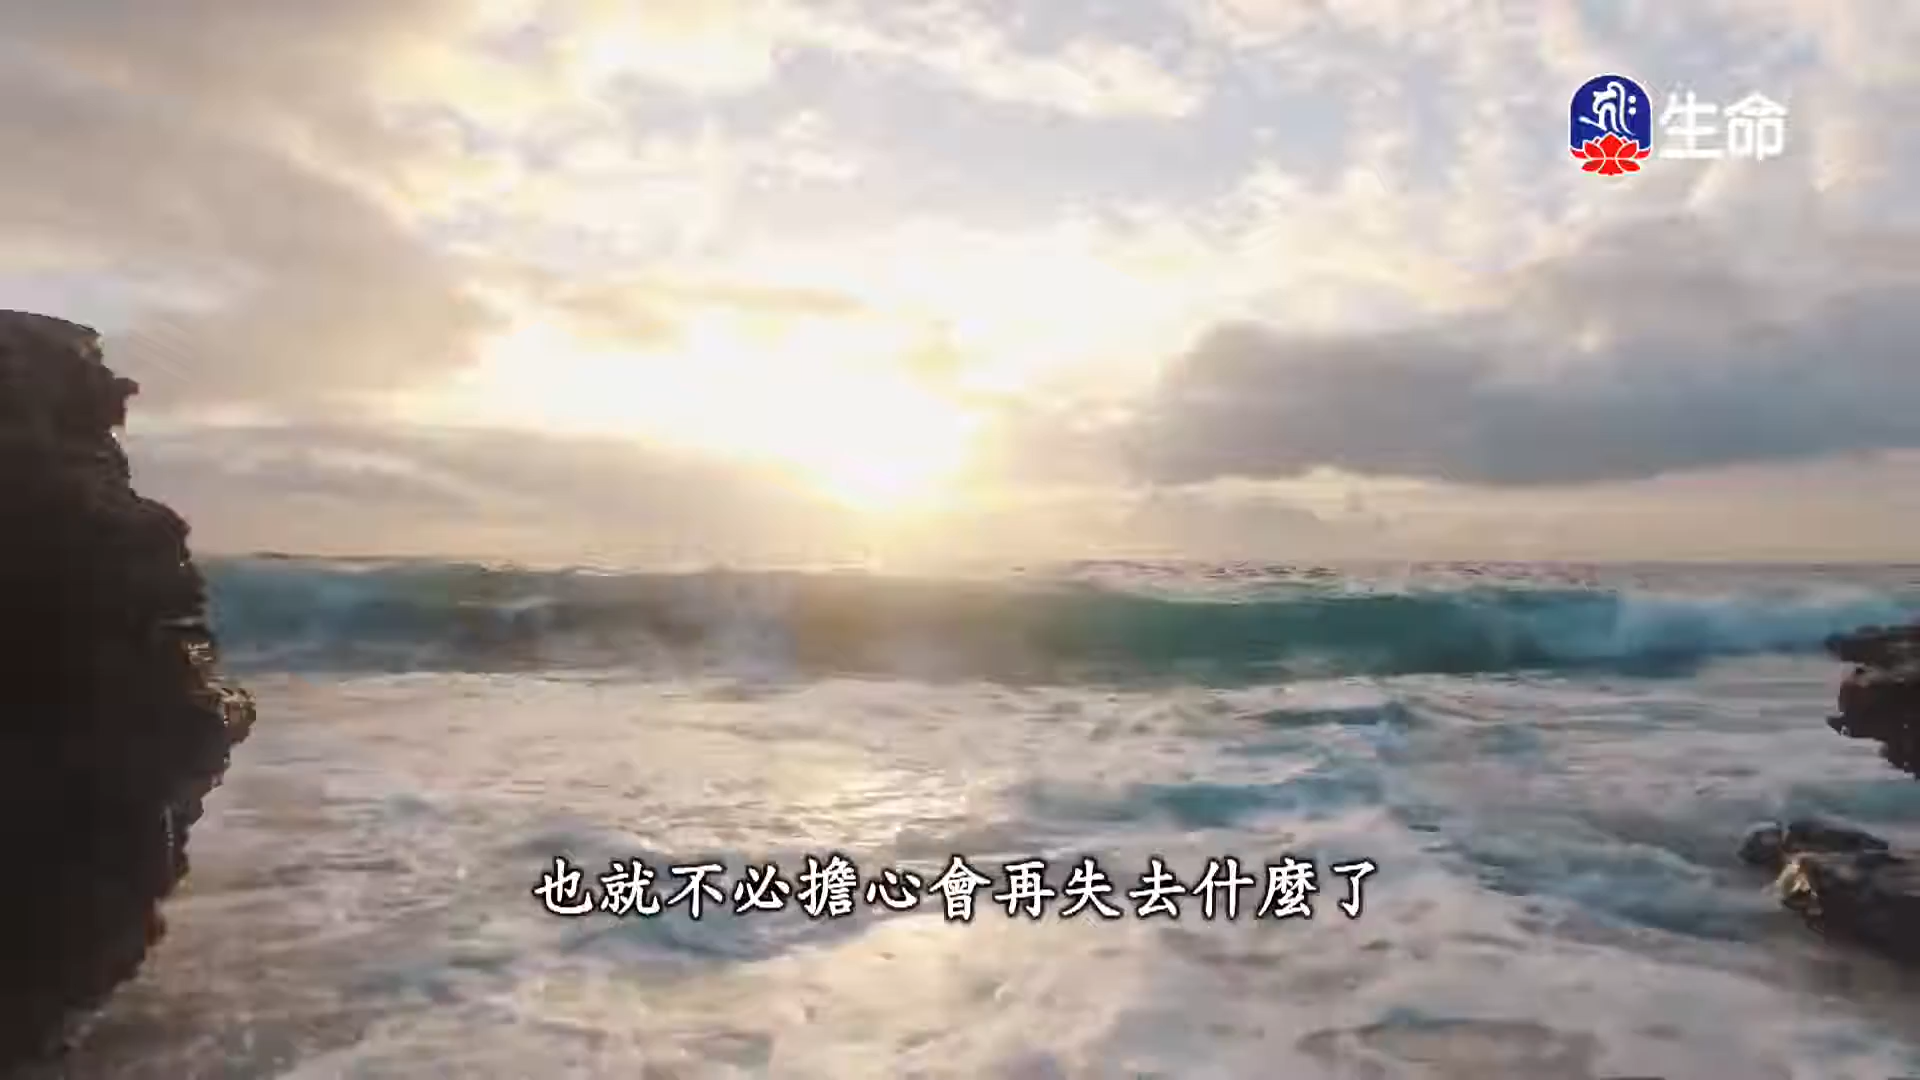 生命
也就不必擔心會再失去什麼了